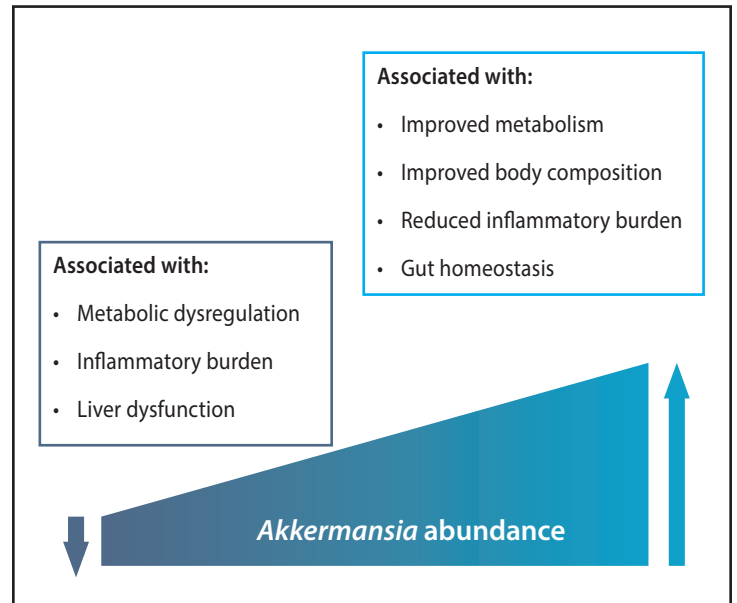 Associated with:
• Improved metabolism
• Improved body composition
• Reduced inflammatory burden
• Gut homeostasis
Associated with:
• Metabolic dysregulation
• Inflammatory burden
• Liver dysfunction
Akkermansia abundance